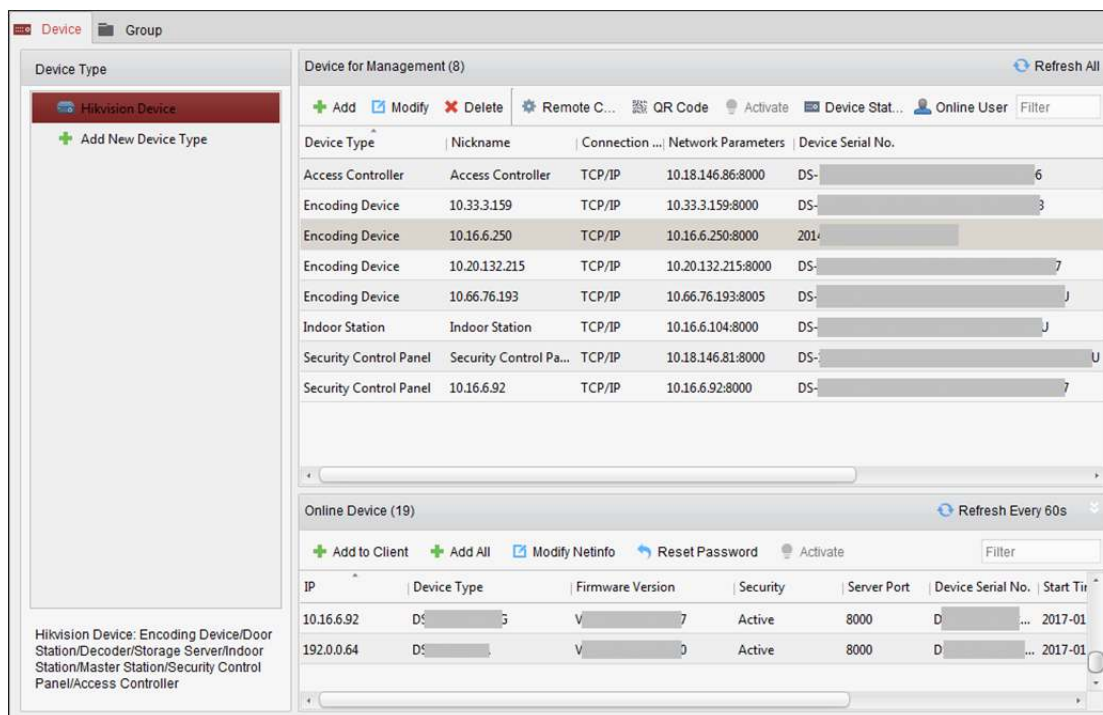 Device Group
Device Type
Hikvision Device
Add New Device Type
Hikvision Device: Encoding Device/Door
Station/Decoder/Storage Server/Indoor
Station/Master Station/Security Control
Panel/Access Controller
Device for Management (8) Refresh All
Add Modify Delete Remote C... QR Code Activate Device Stat... Online User Filter
Device Type Nickname Connection ... Network Parameters Device Serial No.
Access Controller Access Controller TCP/IP 10.18.146.86:8000 DS- 6
Encoding Device 10.33.3.159 TCP/IP 10.33.3.159:8000 DS-
Encoding Device 10.16.6.250 TCP/IP 10.16.6.250:8000 2014
Encoding Device 10.20.132.215 TCP/IP 10.20.132.215:8000 DS- 7
Encoding Device 10.66.76.193 TCP/IP 10.66.76.193:8005 DS- U
Indoor Station Indoor Station TCP/IP 10.16.6.104:8000 DS- U
Security Control Panel Security Control Pa... TCP/IP 10.18.146.81:8000 DS- U
Security Control Panel 10.16.6.92 TCP/IP 10.16.6.92:8000 DS- 7
Online Device (19) Refresh Every 60s
Add to Client Add All Modify Netinfo Reset Password Activate Filter
IP Device Type Firmware Version Security Server Port Device Serial No. Start Tir
10.16.6.92 DS V 7 Active 8000 D ... 2017-01
192.0.0.64 DS V 0 Active 8000 D ... 2017-01